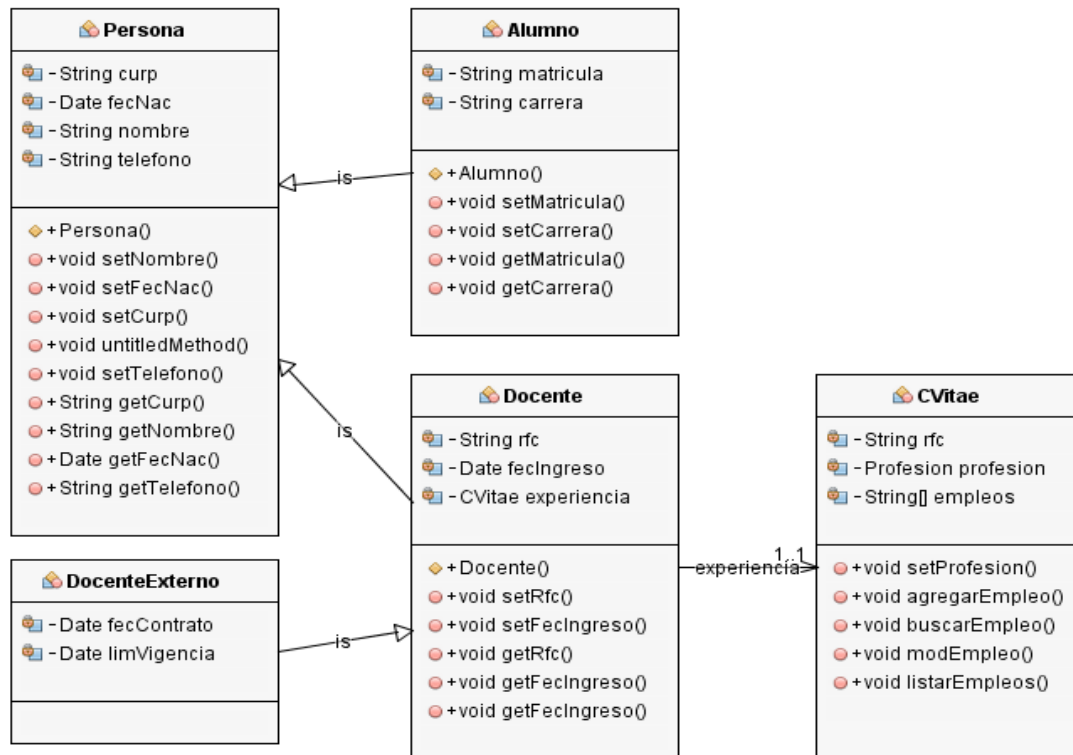 Persona
- String curp
- Date fecNac
- String nombre
- String telefono
+ Persona()
+ void setNombre()
+ void setFecNac()
+ void setCurp()
+ void untitledMethod()
+ void setTelefono()
+ String getCurp()
+ String getNombre()
+ Date getFecNac()
+ String getTelefono()
is
Alumno
- String matricula
- String carrera
+ Alumno()
+ void setMatricula()
+ void setCarrera()
+ void getMatricula()
+ void getCarrera()
is
Docente
- String rfc
- Date fecIngreso
- CVitae experiencia
+ Docente()
+ void setRfc()
+ void setFecIngreso()
+ void getRfc()
+ void getFecIngreso()
+ void getFecIngreso()
experiencia
1..1
CVitae
- String rfc
- Profesion profesion
- String[] empleos
+ void setProfesion()
+ void agregarEmpleo()
+ void buscarEmpleo()
+ void modEmpleo()
+ void listarEmpleos()
DocenteExterno
- Date fecContrato
- Date limVigencia
is